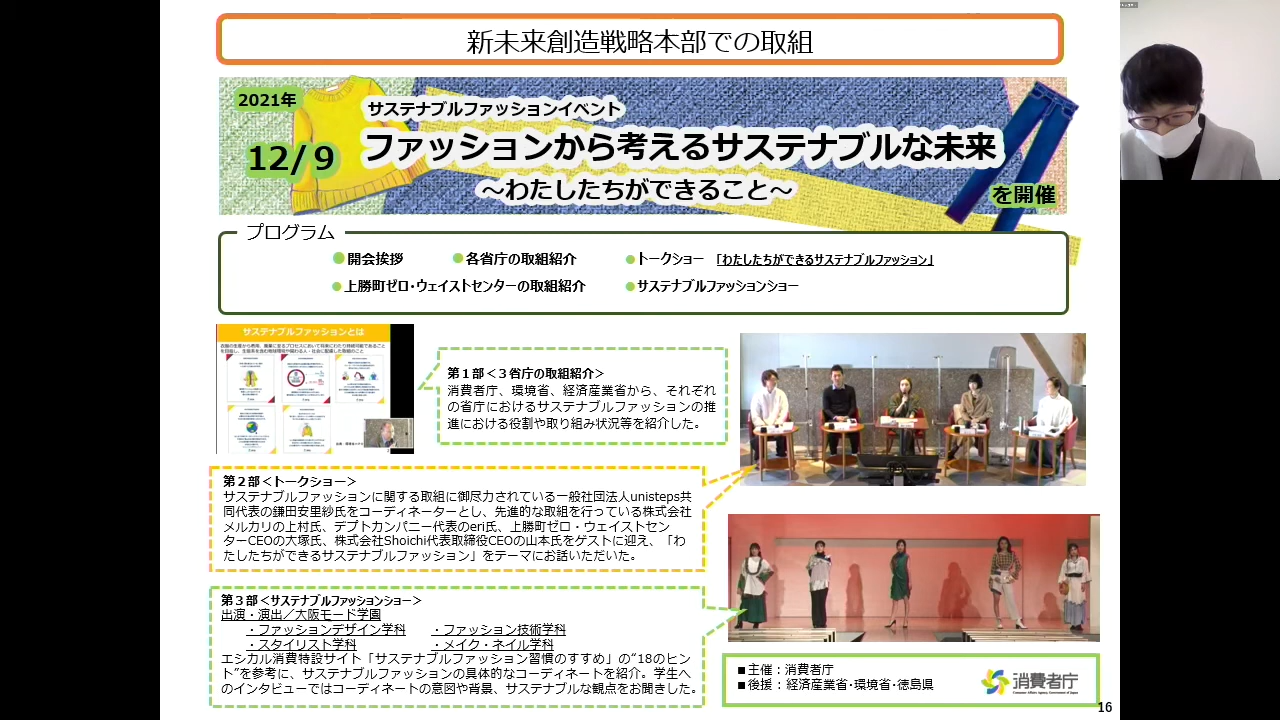 新未来創造戦略本部での取組
2021年
12/9
サステナブルファッションイベント
ファッションから考えるサステナブルな未来
～わたしたちができること～
を開催
プログラム
●開会挨拶 ●各省庁の取組紹介 ●トークショー 「わたしたちができるサステナブルファッション」
●上勝町ゼロ・ウェイストセンターの取組紹介 ●サステナブルファッションショー
サステナブルファッションとは
第１部＜３省庁の取組紹介＞
消費者庁、環境省、経済産業省から、それぞれ
の省庁におけるサステナブルファッションの推
進における役割や取り組み状況等を紹介した。
第２部＜トークショー＞
サステナブルファッションに関する取組に御尽力されている一般社団法人unisteps共
同代表の鎌田安里紗氏をコーディネーターとし、先進的な取組を行っている株式会社
メルカリの上村氏、デプトカンパニー代表のeri氏、上勝町ゼロ・ウェイストセン
ターCEOの大塚氏、株式会社Shoichi代表取締役CEOの山本氏をゲストに迎え、「わ
たしたちができるサステナブルファッション」をテーマにお話いただいた。
第３部＜サステナブルファッションショー＞
出演・演出／大阪モード学園
・ファッションデザイン学科 ・ファッション技術学科
・スタイリスト学科 ・メイク・ネイル学科
エシカル消費特設サイト「サステナブルファッション習慣のすすめ」の“18のヒン
ト”を参考に、サステナブルファッションの具体的なコーディネートを紹介。学生へ
のインタビューではコーディネートの意図や背景、サステナブルな観点をお聞きした。
■主催：消費者庁
■後援：経済産業省・環境省・徳島県
消費者庁
Consumer Affairs Agency, Government of Japan
16